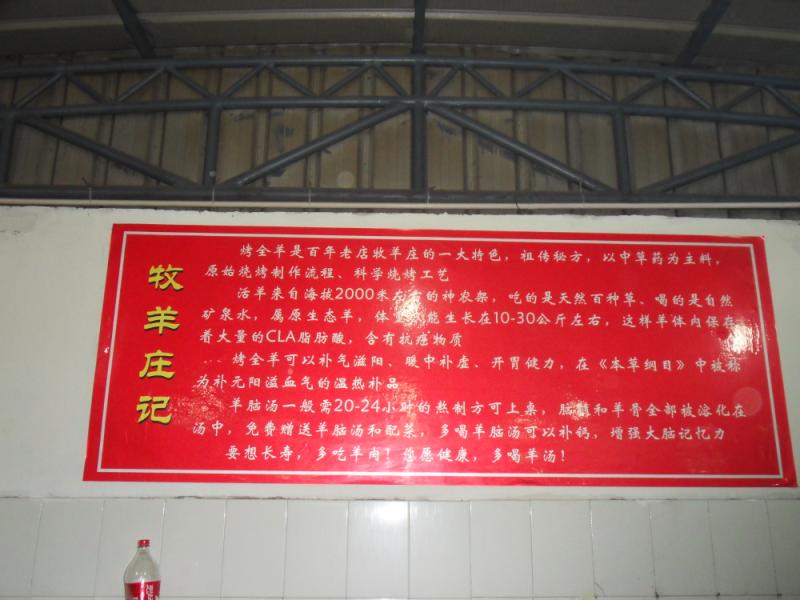 牧羊庄记
烤全羊是百年老店牧羊庄的一大特色，祖传秘方，以中草药为主料，
原始烧烤制作流程、科学烧烤工艺
活羊来自海拔2000米左右的神农架，吃的是天然百种草、喝的是自然
矿泉水，属原生态羊，体 能生长在10-30公斤左右，这样羊体内保存
着大量的CLA脂肪酸，含有抗癌物质
烤全羊可以补气滋阳、暖中补虚、开胃健力，在《本草纲目》中被称
为补元阳溢血气的温热补品
羊脑汤一般需20-24小时的熬制方可上桌，脑 和羊骨全部被溶化在
汤中，免费赠送羊脑汤和配菜，多喝羊脑汤可以补钙，增强大脑记忆力
要想长寿，多吃羊肉！您愿健康，多喝羊汤！